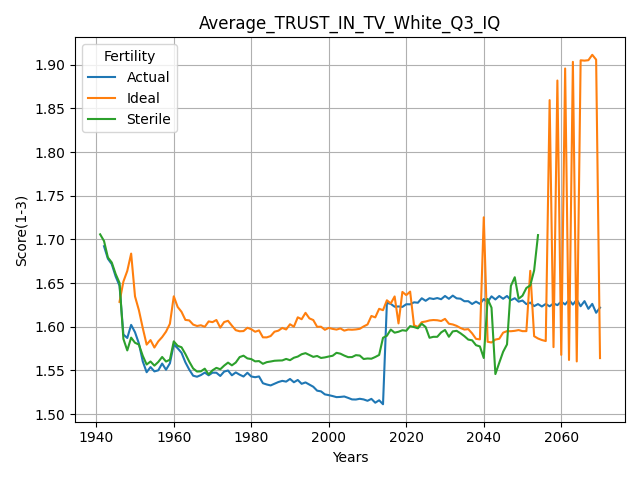 Average_TRUST_IN_TV_White_Q3_IQ
Fertility
Actual
Ideal
Sterile
Score(1-3)
1.90
1.85
1.80
1.75
1.70
1.65
1.60
1.55
1.50
1940 1960 1980 2000 2020 2040 2060
Years